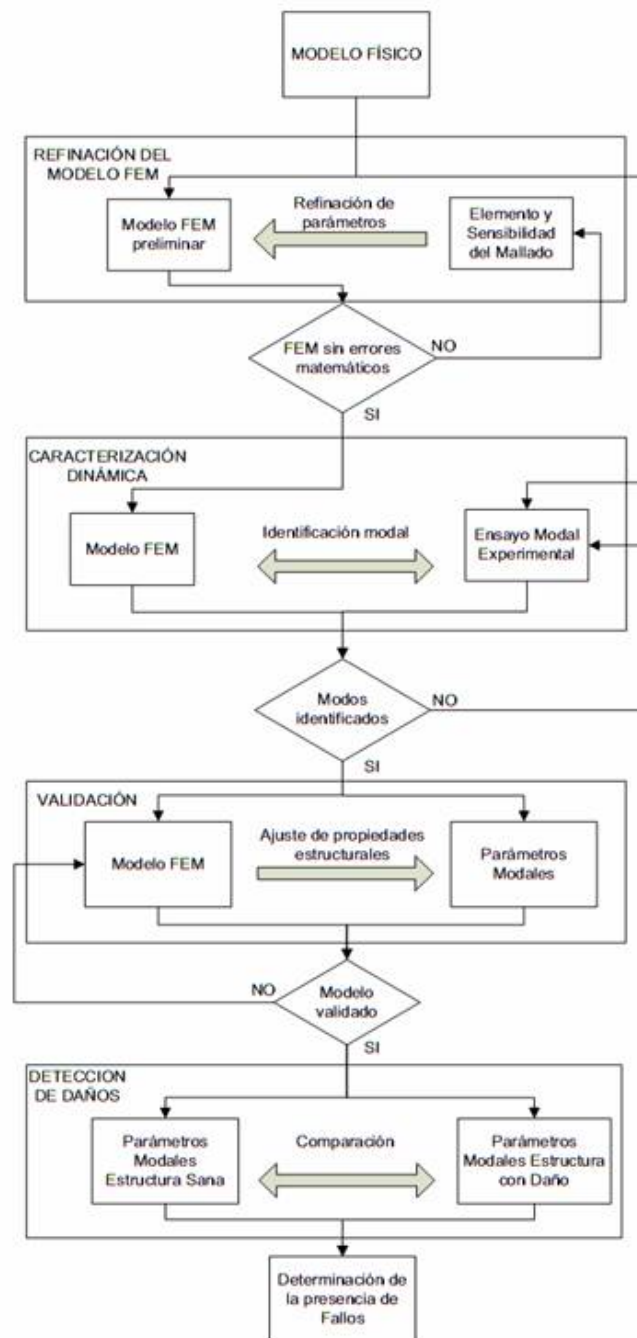 MODELO FÍSICO
REFINACIÓN DEL
MODELO FEM
Modelo FEM
preliminar
Refinación de
parámetros
Elemento y
Sensibilidad
del Mallado
FEM sin errores
matemáticos
NO
SI
CARACTERIZACIÓN
DINÁMICA
Modelo FEM
Identificación modal
Ensayo Modal
Experimental
Modos
identificados
NO
SI
VALIDACIÓN
Modelo FEM
Ajuste de propiedades
estructurales
Parámetros
Modales
NO
Modelo
validado
SI
DETECCION
DE DAÑOS
Parámetros
Modales
Estructura Sana
Comparación
Parámetros
Modales Estructura
con Daño
Determinación de
la presencia de
Fallos